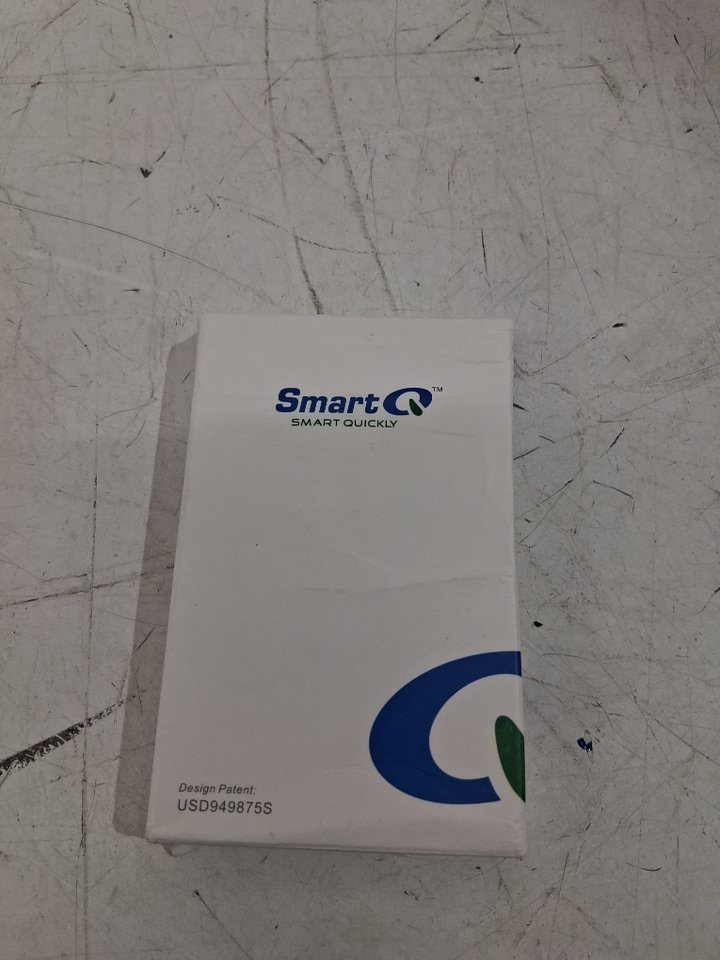 SmartQ™
SMART QUICKLY
Design Patent:
USD949875S